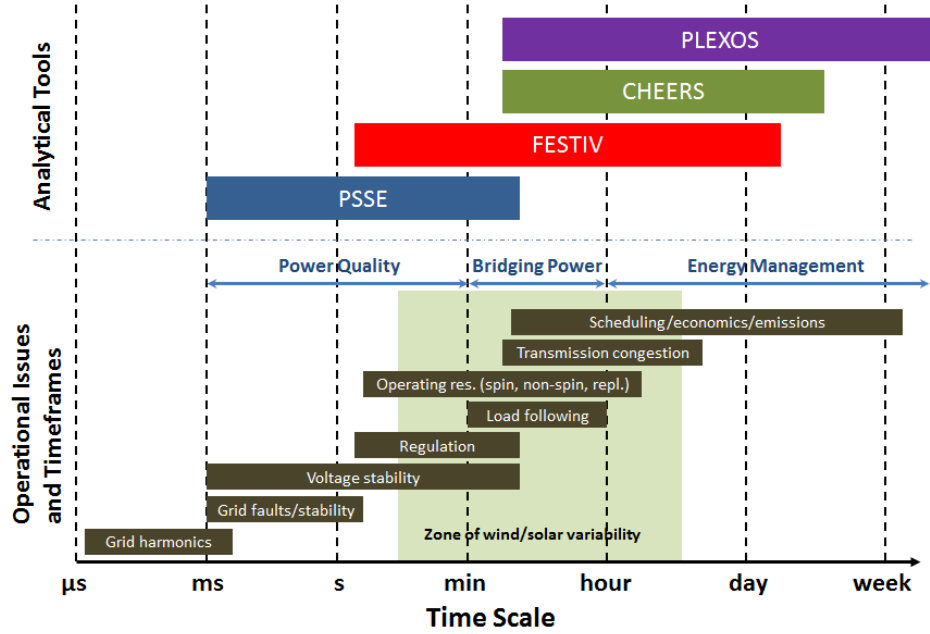 Analytical Tools
PLEXOS
CHEERS
FESTIV
PSSE
Power Quality
Bridging Power
Energy Management
Operational Issues
and Timeframes
Scheduling/economics/emissions
Transmission congestion
Operating res. (spin, non-spin, repl.)
Load following
Regulation
Voltage stability
Grid faults/stability
Grid harmonics
Zone of wind/solar variability
µs ms s min hour day week
Time Scale